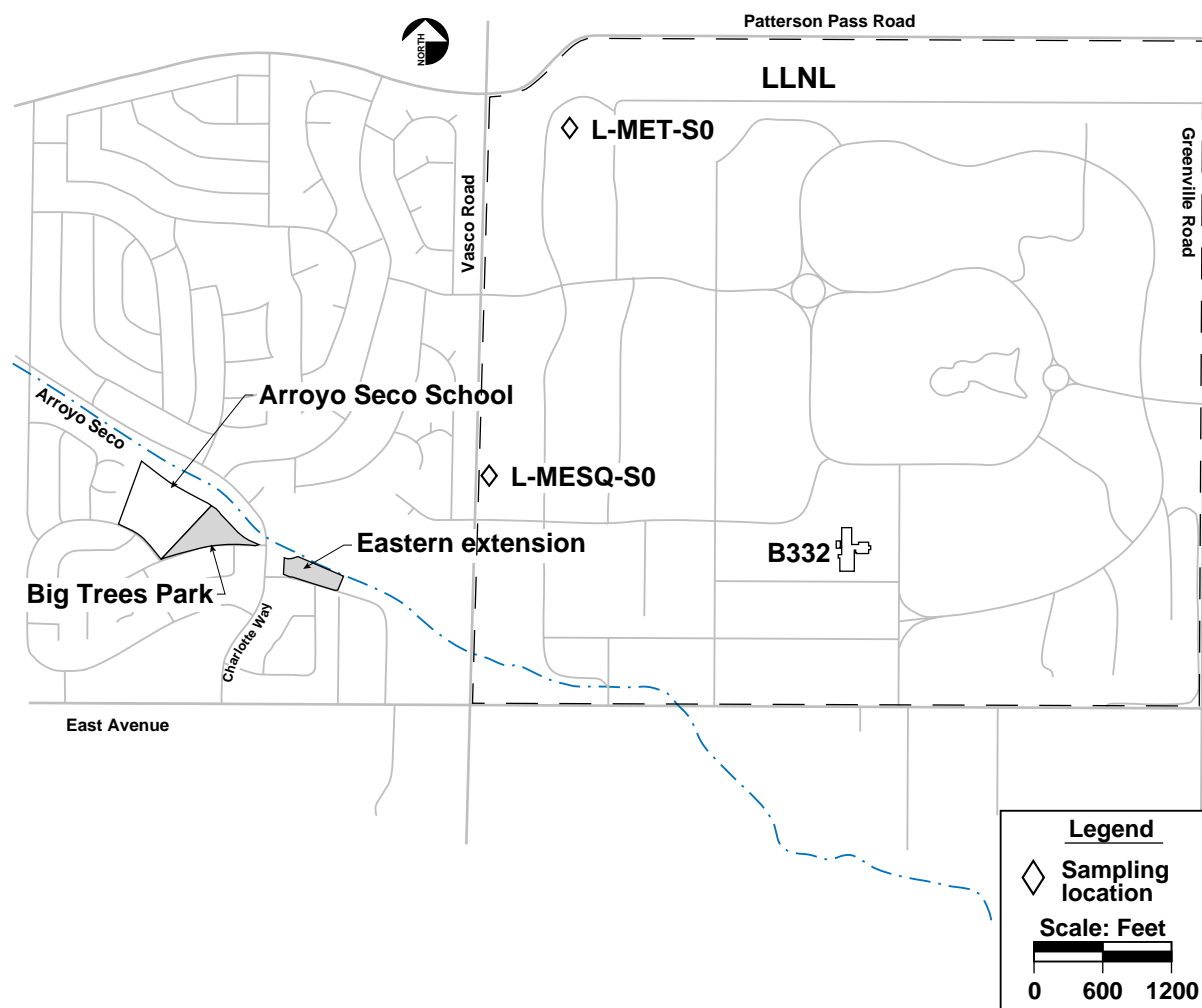 Patterson Pass Road
NORTH
LLNL
L-MET-S0
Greenville Road
Vasco Road
Arroyo Seco School
Arroyo Seco
L-MESQ-S0
Eastern extension
B332
Big Trees Park
Charlotte Way
East Avenue
Legend
Sampling
location
Scale: Feet
0 600 1200